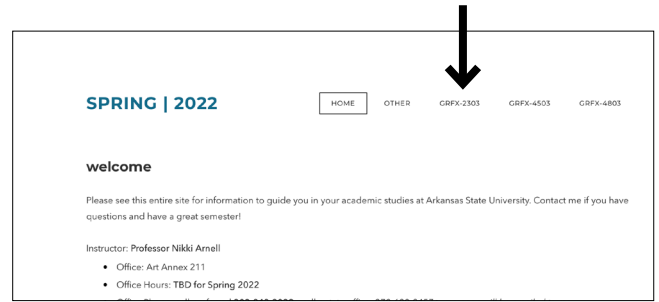 SPRING | 2022
HOME OTHER GRFX-2303 GRFX-4503 GRFX-4803
welcome
Please see this entire site for information to guide you in your academic studies at Arkansas State University. Contact me if you have
questions and have a great semester!
Instructor: Professor Nikki Arnell
• Office: Art Annex 211
• Office Hours: TBD for Spring 2022